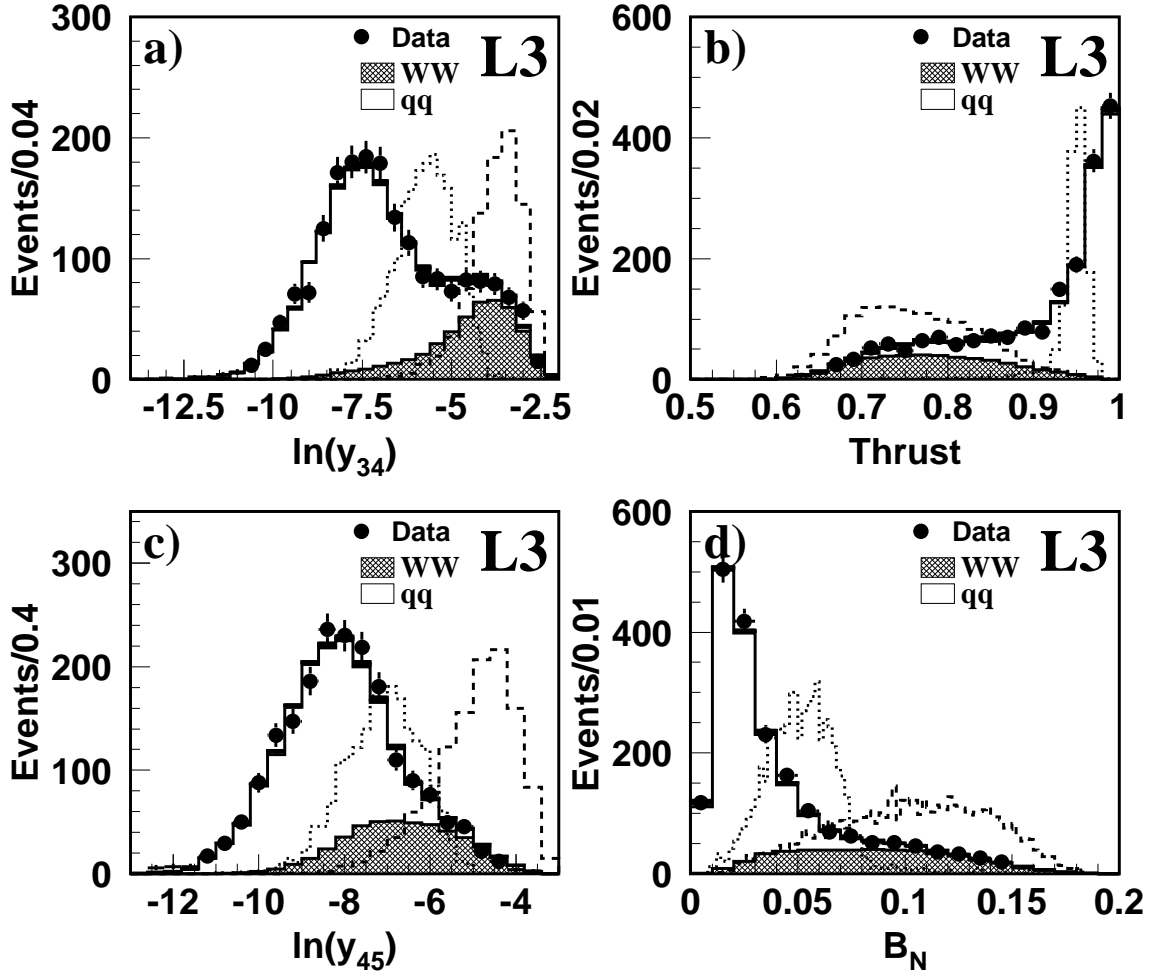 a)
L3
Data
WW
qq
Events/0.04
300
200
100
0
-12.5 -10 -7.5 -5 -2.5
ln(y34)
b)
L3
Data
WW
qq
Events/0.02
600
400
200
0
0.5 0.6 0.7 0.8 0.9 1
Thrust
c)
L3
Data
WW
qq
Events/0.4
300
200
100
0
-12 -10 -8 -6 -4
ln(y45)
d)
L3
Data
WW
qq
Events/0.01
600
400
200
0
0 0.05 0.1 0.15 0.2
BN